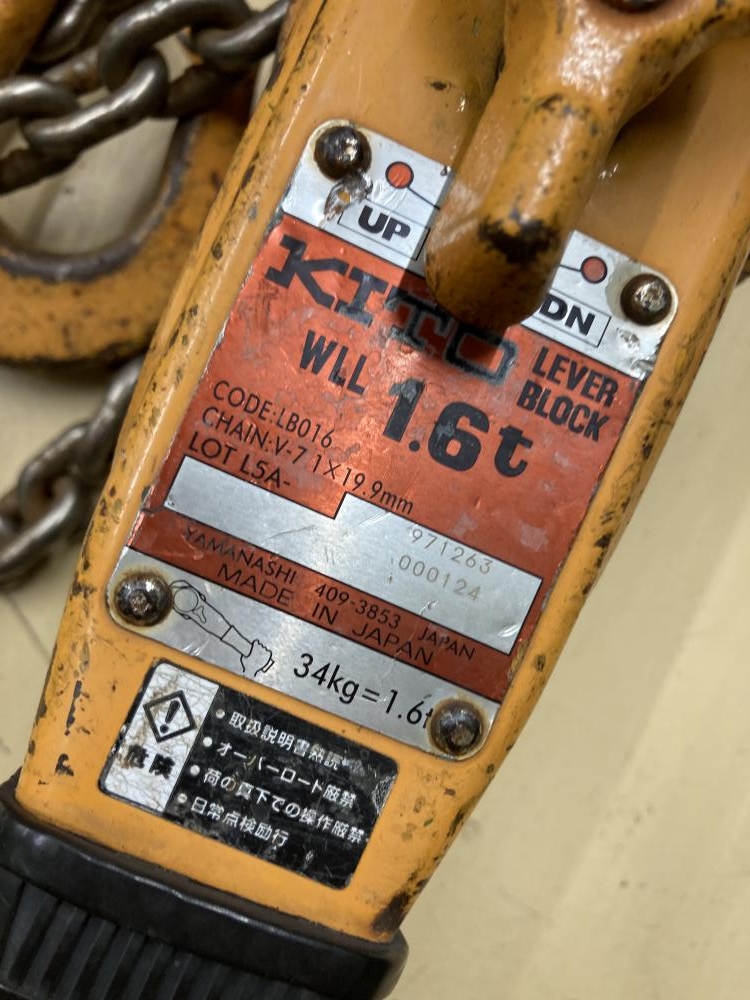 UP
DN
KITO
LEVER
BLOCK
WLL 1.6t
CODE:LB016
CHAIN:V-7.1×19.9mm
LOT L5A-
971263
000124
YAMANASHI 409-3853 JAPAN
MADE IN JAPAN
34kg=1.6t
危険
・取扱説明書熟読
・オーバーロード厳禁
・荷の真下での操作厳禁
・日常点検励行